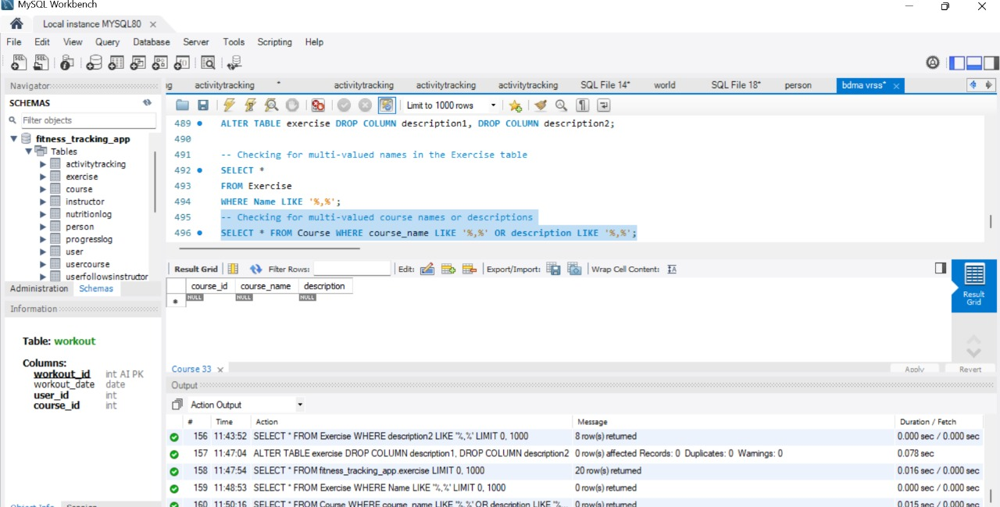 MySQL Workbench
Local instance MYSQL80
File Edit View Query Database Server Tools Scripting Help
Navigator
SCHEMAS
Filter objects
fitness_tracking_app
Tables
activitytracking
exercise
course
instructor
nutritionlog
person
progresslog
user
usercourse
userfollowsinstructor
Administration Schemas
Information
Table: workout
Columns:
workout_id int AI PK
workout_date date
user_id int
course_id int
activitytracking * activitytracking activitytracking activitytracking SQL File 14* world SQL File 18* person bdma vrss*
Limit to 1000 rows
489 ALTER TABLE exercise DROP COLUMN description1, DROP COLUMN description2;
490
491 -- Checking for multi-valued names in the Exercise table
492 SELECT *
493 FROM Exercise
494 WHERE Name LIKE '%,%';
495 -- Checking for multi-valued course names or descriptions
496 SELECT * FROM Course WHERE course_name LIKE '%,%' OR description LIKE '%,%';
Result Grid Filter Rows: Edit: Export/Import: Wrap Cell Content:
course_id course_name description
NULL NULL NULL
Result
Grid
Course 33 Apply Revert
Output
Action Output
# Time Action Message Duration / Fetch
156 11:43:52 SELECT * FROM Exercise WHERE description2 LIKE '%,%' LIMIT 0, 1000 8 row(s) returned 0.000 sec / 0.000 sec
157 11:47:04 ALTER TABLE exercise DROP COLUMN description1, DROP COLUMN description2 0 row(s) affected Records: 0 Duplicates: 0 Warnings: 0 0.078 sec
158 11:47:54 SELECT * FROM fitness_tracking_app.exercise LIMIT 0, 1000 20 row(s) returned 0.016 sec / 0.000 sec
159 11:48:53 SELECT * FROM Exercise WHERE Name LIKE '%,%' LIMIT 0, 1000 0 row(s) returned 0.000 sec / 0.000 sec
160 11:50:16 SELECT * FROM Course WHERE course_name LIKE '%,%' OR description LIKE '%... 0 row(s) returned 0.015 sec / 0.000 sec
Object Info Session